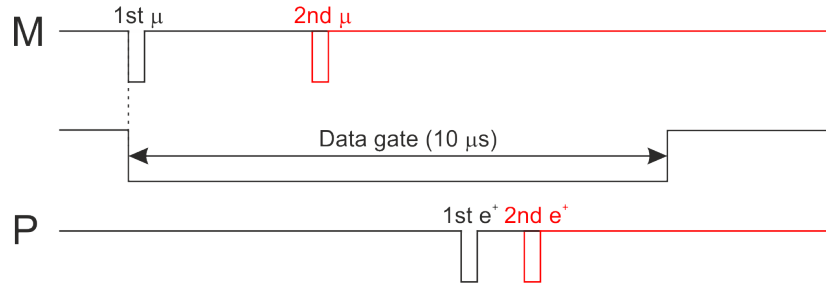 1st μ
2nd μ
M
Data gate (10 μs)
1st e⁺ 2nd e⁺
P